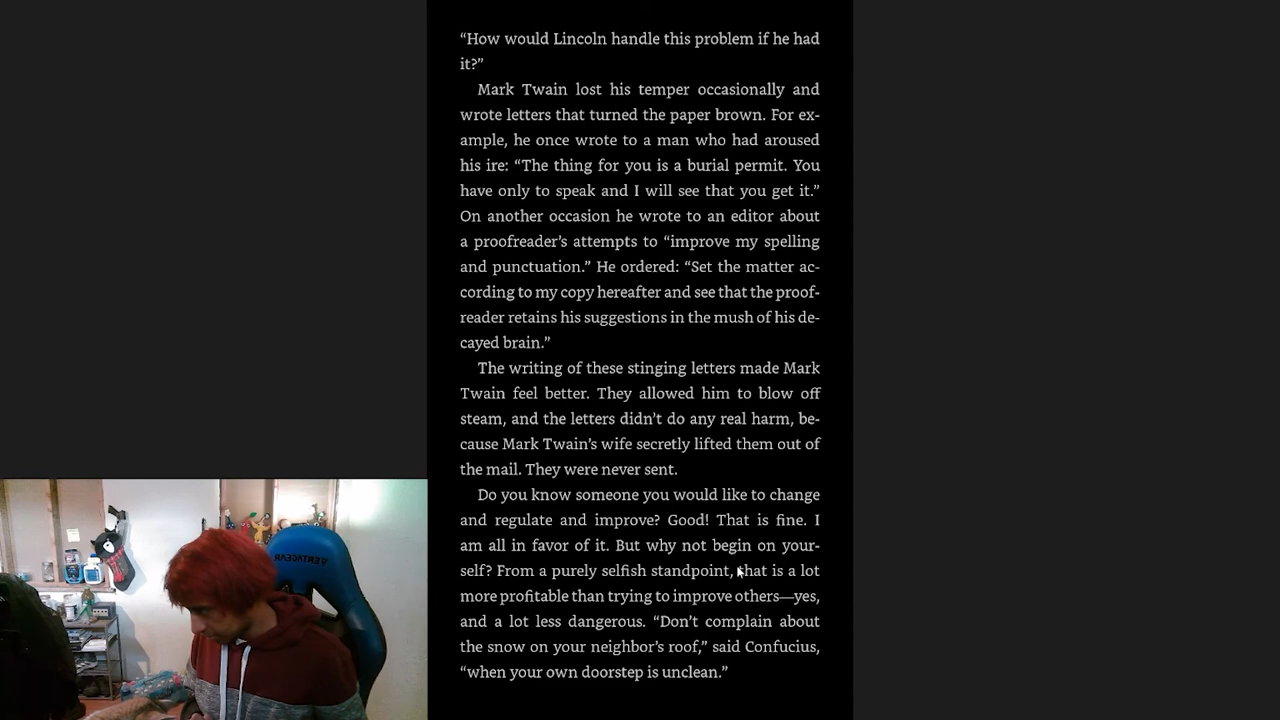 “How would Lincoln handle this problem if he had
it?”
Mark Twain lost his temper occasionally and
wrote letters that turned the paper brown. For ex-
ample, he once wrote to a man who had aroused
his ire: “The thing for you is a burial permit. You
have only to speak and I will see that you get it.”
On another occasion he wrote to an editor about
a proofreader’s attempts to “improve my spelling
and punctuation.” He ordered: “Set the matter ac-
cording to my copy hereafter and see that the proof-
reader retains his suggestions in the mush of his de-
cayed brain.”
The writing of these stinging letters made Mark
Twain feel better. They allowed him to blow off
steam, and the letters didn’t do any real harm, be-
cause Mark Twain’s wife secretly lifted them out of
the mail. They were never sent.
Do you know someone you would like to change
and regulate and improve? Good! That is fine. I
am all in favor of it. But why not begin on your-
self? From a purely selfish standpoint, that is a lot
more profitable than trying to improve others—yes,
and a lot less dangerous. “Don’t complain about
the snow on your neighbor’s roof,” said Confucius,
“when your own doorstep is unclean.”